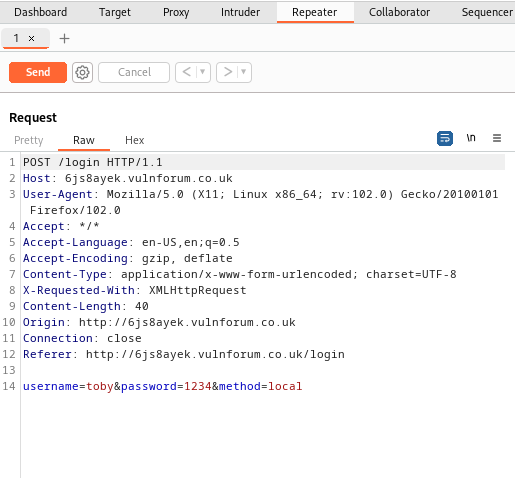 Dashboard Target Proxy Intruder Repeater Collaborator Sequencer
1 × +
Send Cancel < >
Request
Pretty Raw Hex \n
1 POST /login HTTP/1.1
2 Host: 6js8ayek.vulnforum.co.uk
3 User-Agent: Mozilla/5.0 (X11; Linux x86_64; rv:102.0) Gecko/20100101
Firefox/102.0
4 Accept: */*
5 Accept-Language: en-US,en;q=0.5
6 Accept-Encoding: gzip, deflate
7 Content-Type: application/x-www-form-urlencoded; charset=UTF-8
8 X-Requested-With: XMLHttpRequest
9 Content-Length: 40
10 Origin: http://6js8ayek.vulnforum.co.uk
11 Connection: close
12 Referer: http://6js8ayek.vulnforum.co.uk/login
13
14 username=toby&password=1234&method=local